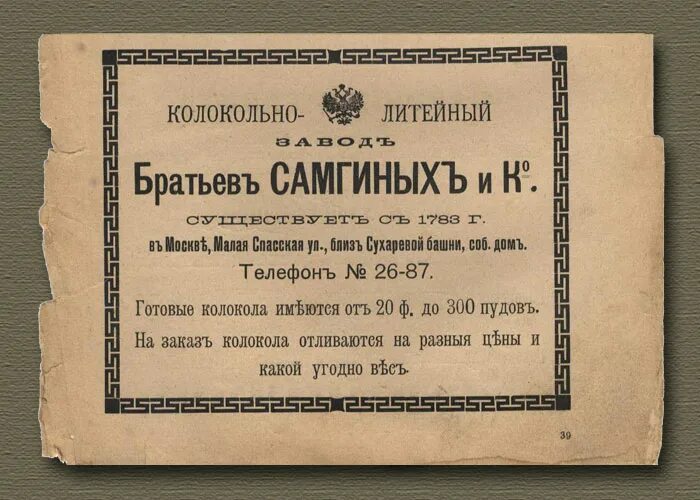 КОЛОКОЛЬНО- ЛИТЕЙНЫЙ
ЗАВОДЪ
Братьевъ САМГИНЫХЪ и Ко.
СУЩЕСТВУЕТЪ СЪ 1783 Г.
въ Москвѣ, Малая Спасская ул., близъ Сухаревой башни, соб. домъ.
Телефонъ № 26-87.
Готовые колокола имѣются отъ 20 ф. до 300 пудовъ.
На заказъ колокола отливаются на разныя цѣны и
какой угодно вѣсъ.
39